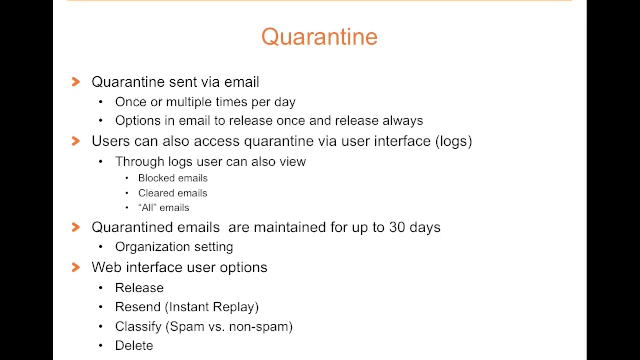 Quarantine
Quarantine sent via email
Once or multiple times per day
Options in email to release once and release always
Users can also access quarantine via user interface (logs)
Through logs user can also view
Blocked emails
Cleared emails
“All” emails
Quarantined emails are maintained for up to 30 days
Organization setting
Web interface user options
Release
Resend (Instant Replay)
Classify (Spam vs. non-spam)
Delete